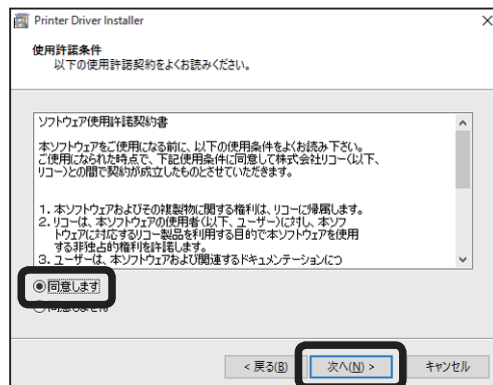 Printer Driver Installer
使用許諾条件
以下の使用許諾契約をよくお読みください。
ソフトウェア使用許諾契約書
本ソフトウェアをご使用になる前に、以下の使用条件をよくお読み下さい。
ご使用になられた時点で、下記使用条件に同意して株式会社リコー(以下、
リコー)との間で契約が成立したものとさせていただきます。
1. 本ソフトウェアおよびその複製物に関する権利は、リコーに帰属します。
2. リコーは、本ソフトウェアの使用者(以下、ユーザー)に対し、本ソフ
トウェアに対応するリコー製品を利用する目的で本ソフトウェアを使用
する非独占的権利を許諾します。
3. ユーザーは、本ソフトウェアおよび関連するドキュメンテーションにつ
同意します
同意しません
< 戻る(B)
次へ(N) >
キャンセル